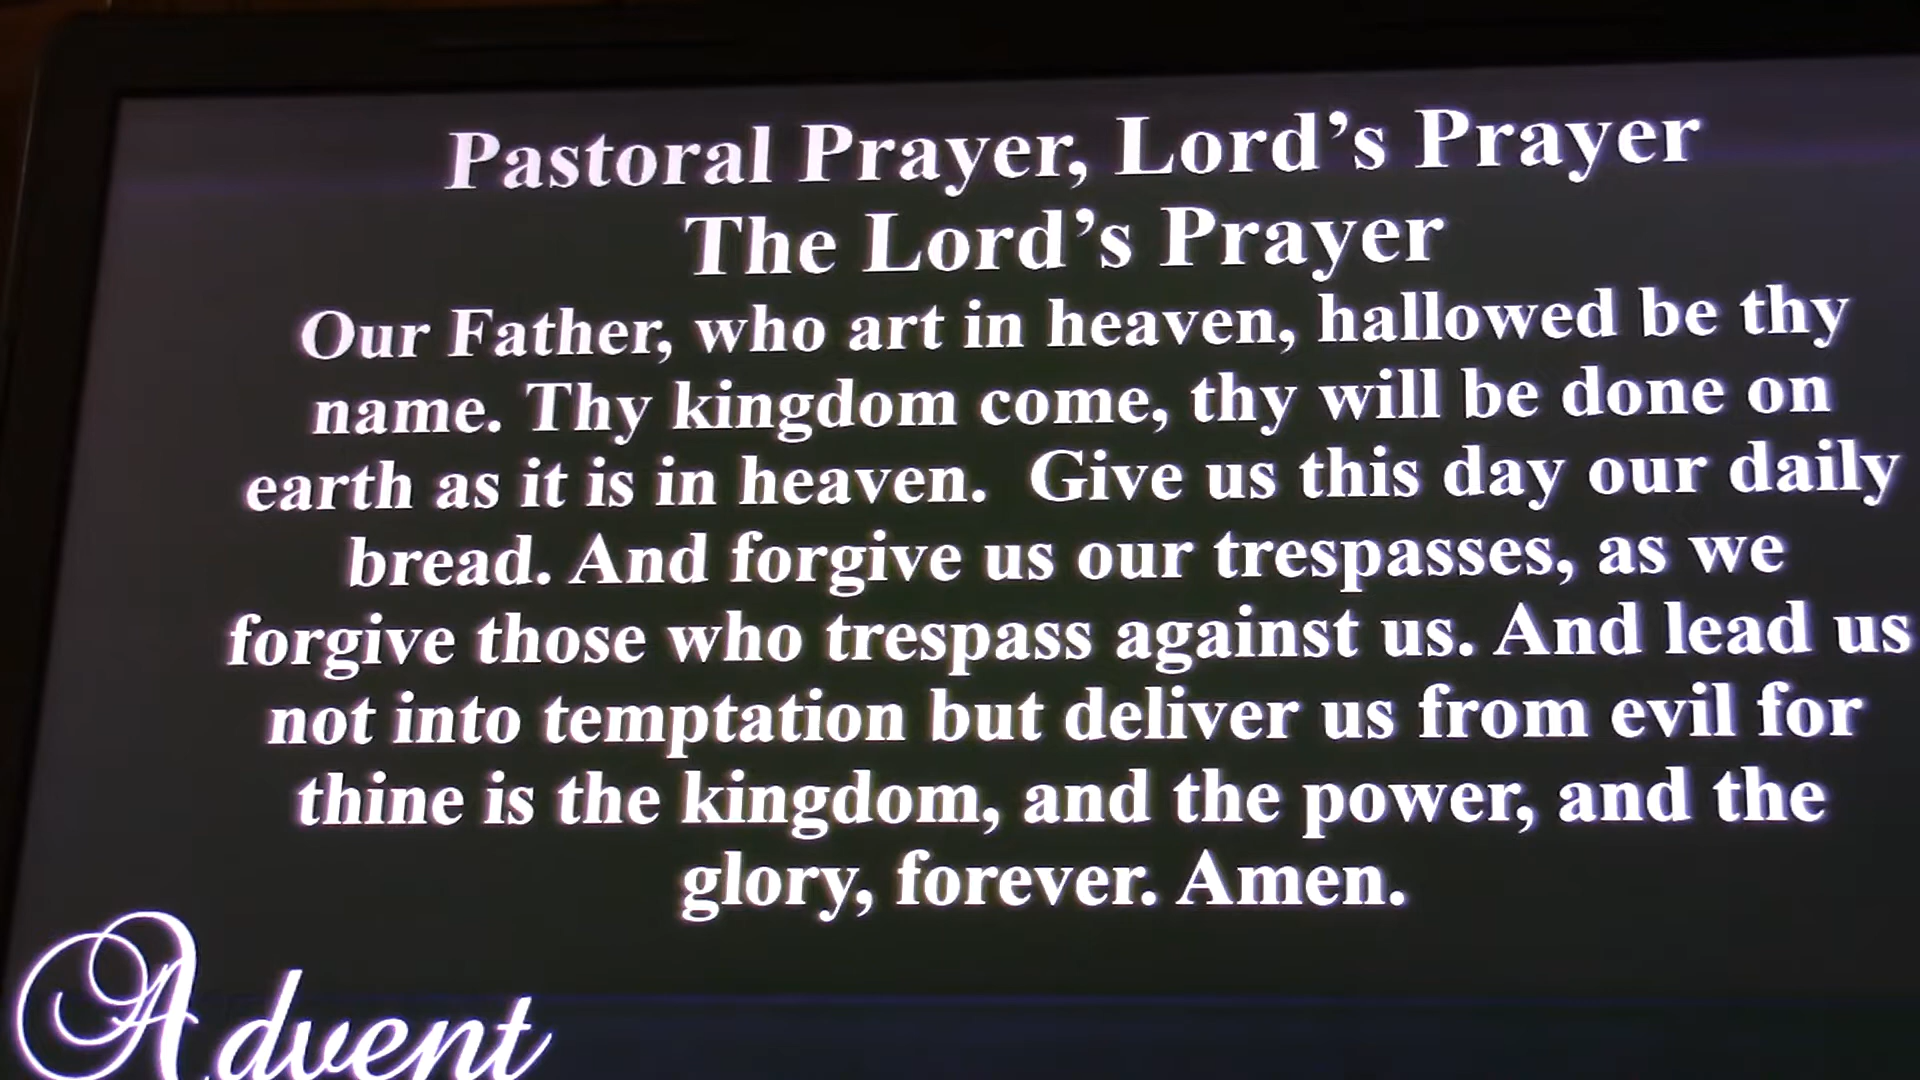 Pastoral Prayer, Lord’s Prayer
The Lord’s Prayer
Our Father, who art in heaven, hallowed be thy
name. Thy kingdom come, thy will be done on
earth as it is in heaven.  Give us this day our daily
bread. And forgive us our trespasses, as we
forgive those who trespass against us. And lead us
not into temptation but deliver us from evil for
thine is the kingdom, and the power, and the
glory, forever. Amen.
Advent